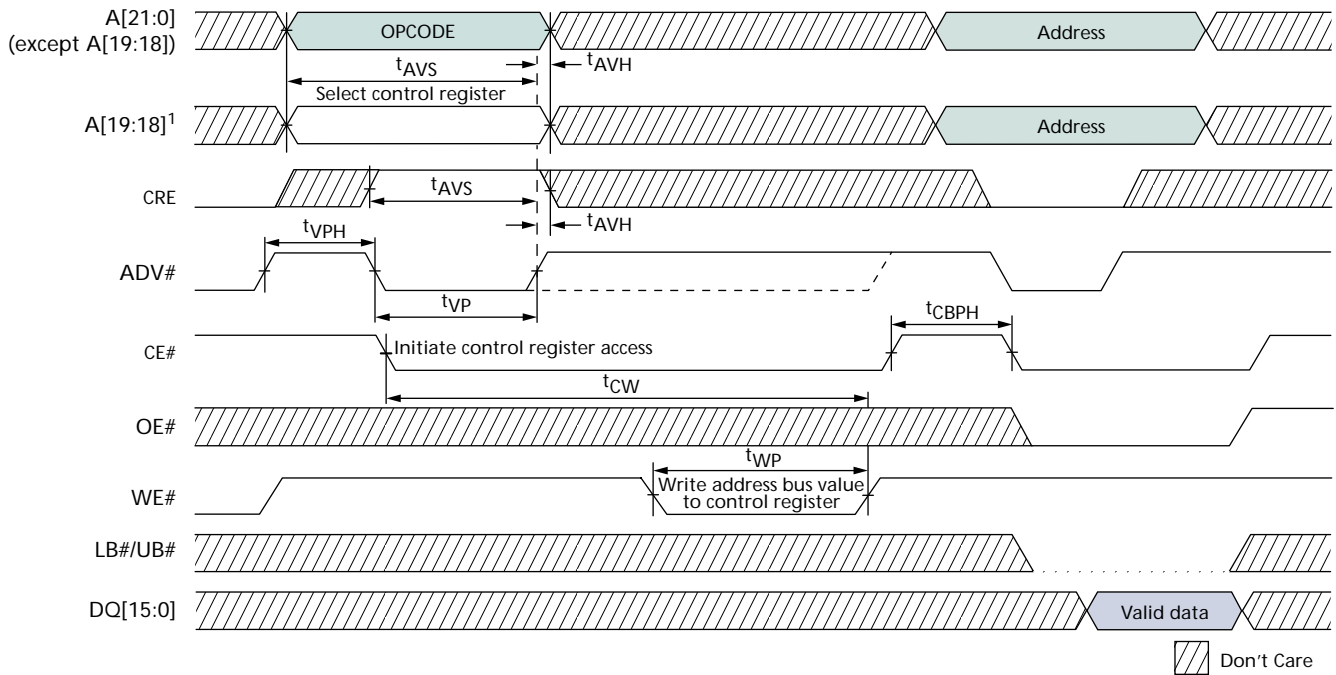 A[21:0]
(except A[19:18])
OPCODE
Address
tAVS
tAVH
Select control register
A[19:18]1
Address
CRE
tAVS
tAVH
tVPH
ADV#
tVP
tCBPH
CE#
Initiate control register access
tCW
OE#
tWP
WE#
Write address bus value
to control register
LB#/UB#
DQ[15:0]
Valid data
Don't Care